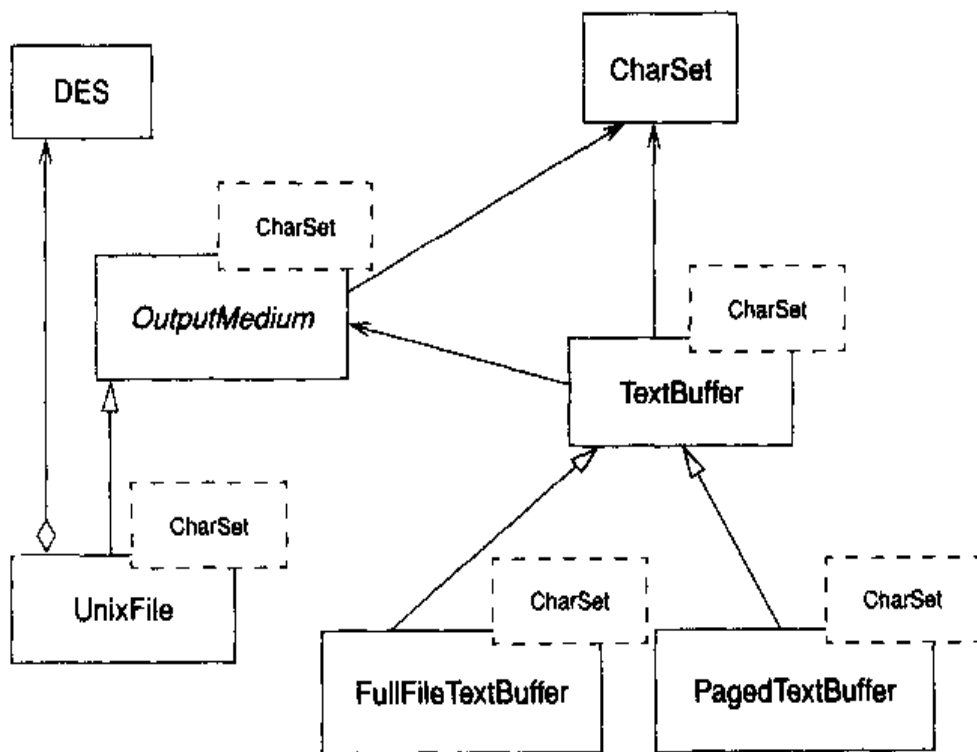 CharSet
DES
CharSet
OutputMedium
CharSet
TextBuffer
CharSet
UnixFile
CharSet
CharSet
FullFileTextBuffer
PagedTextBuffer